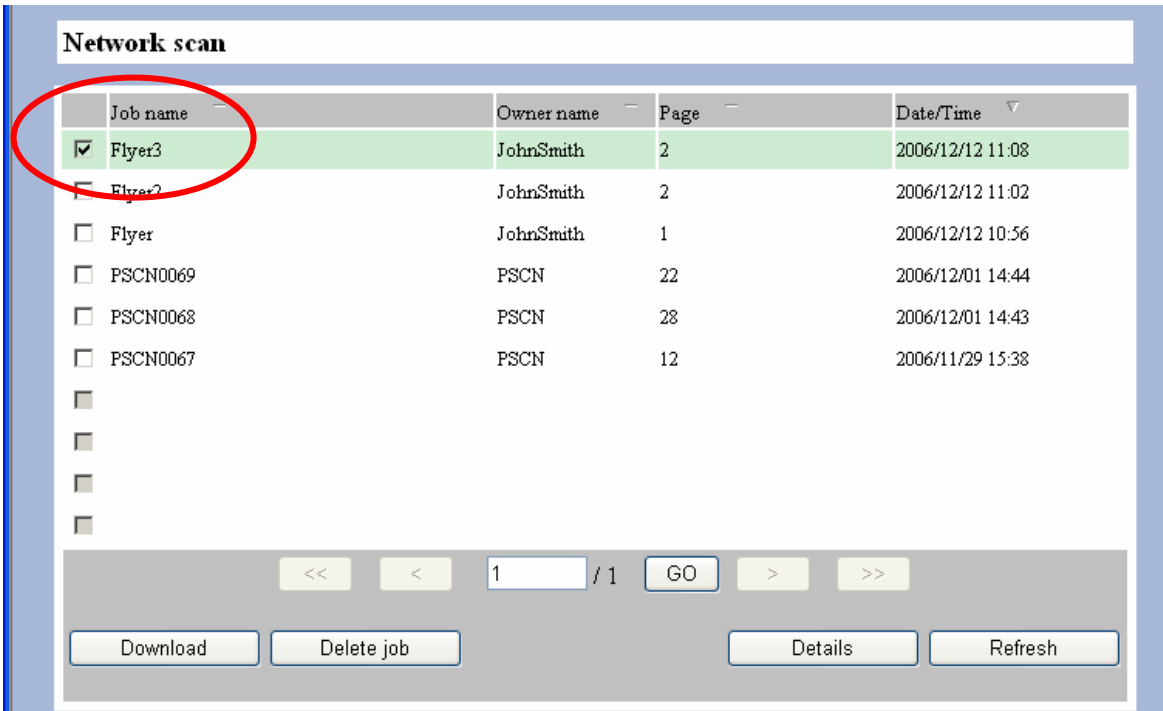 Network scan
Job name Owner name Page Date/Time
Flyer3 JohnSmith 2 2006/12/12 11:08
Flyer2 JohnSmith 2 2006/12/12 11:02
Flyer JohnSmith 1 2006/12/12 10:56
PSCN0069 PSCN 22 2006/12/01 14:44
PSCN0068 PSCN 28 2006/12/01 14:43
PSCN0067 PSCN 12 2006/11/29 15:38
<< < 1 / 1 GO > >>
Download Delete job Details Refresh